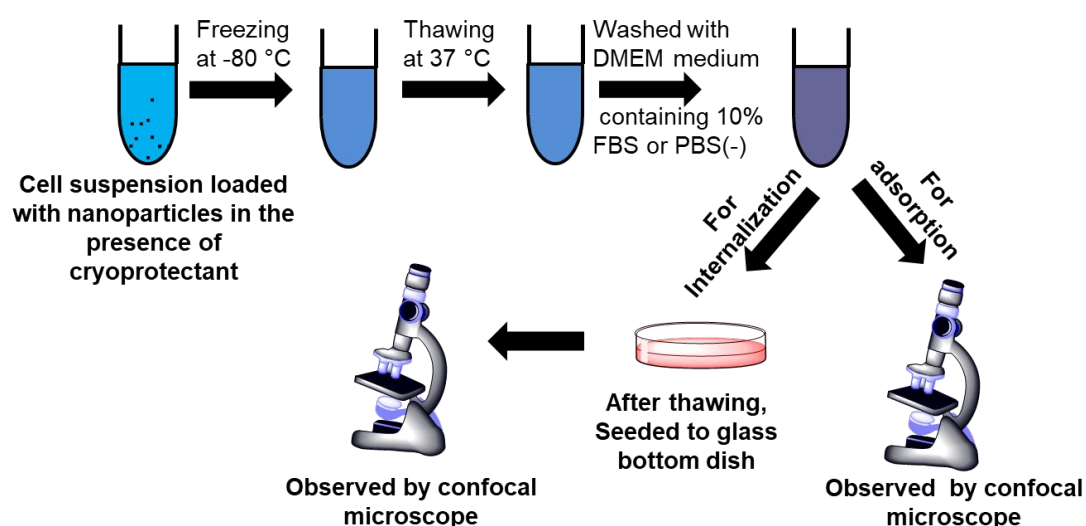 Freezing
at -80 °C
Thawing
at 37 °C
Washed with
DMEM medium
containing 10%
FBS or PBS(-)
Cell suspension loaded
with nanoparticles in the
presence of
cryoprotectant
For
Internalization
For
adsorption
After thawing,
Seeded to glass
bottom dish
Observed by confocal
microscope
Observed by confocal
microscope